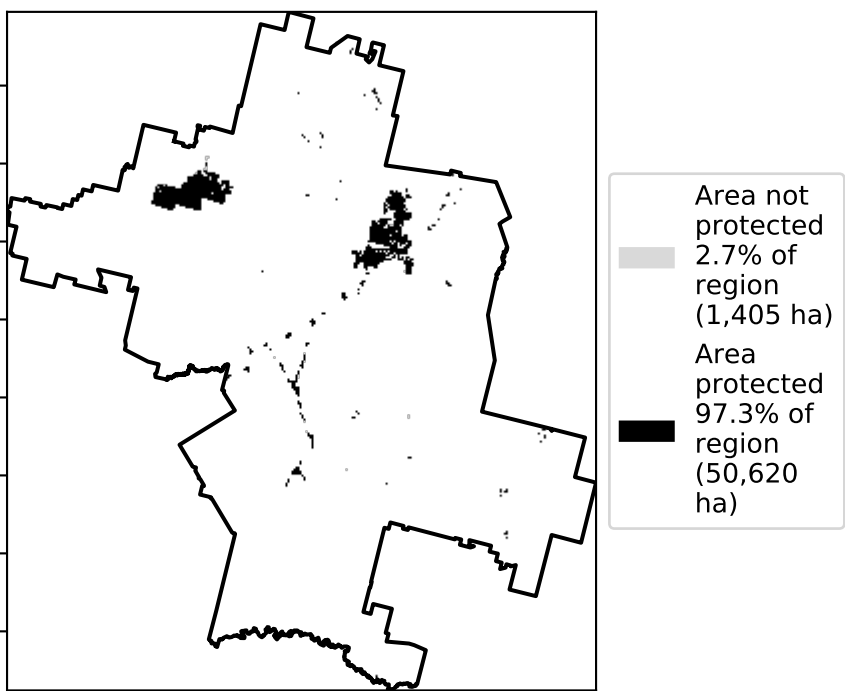 Area not
protected
2.7% of
region
(1,405 ha)
Area
protected
97.3% of
region
(50,620
ha)